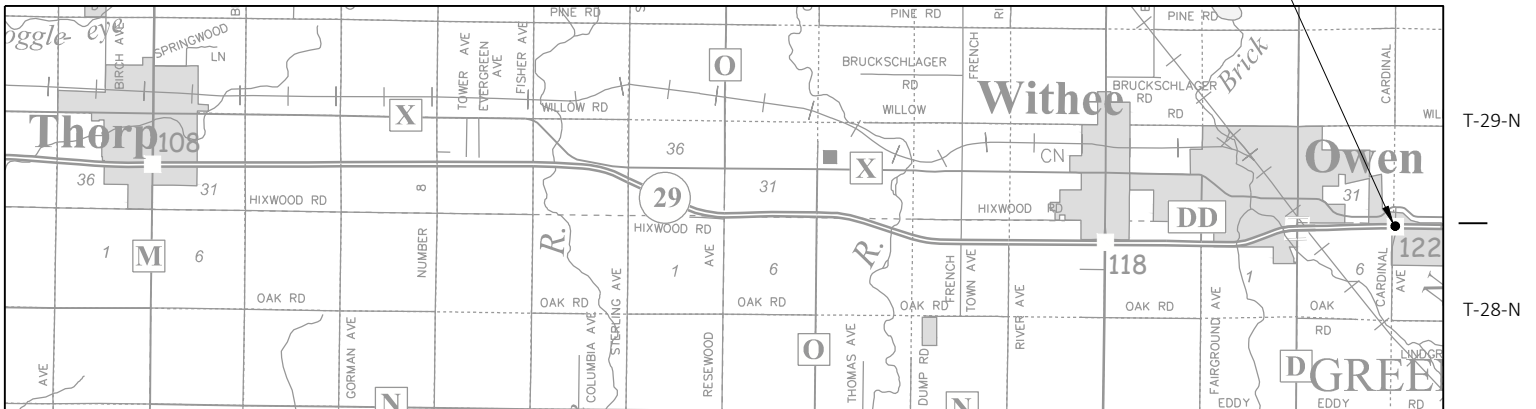 PINE RD
PINE RD
PINE RD
oggle- eye
BIRCH AVE
SPRINGWOOD
LN
TOWER AVE
EVERGREEN
AVE
FISHER AVE
O
BRUCKSCHLAGER
RD
FRENCH
Brick
CARDINAL
Withee
BRUCKSCHLAGER
RD
X
WILLOW RD
WILLOW
RD
WIL
T-29-N
Thorp
108
36
X
CN
Owen
36
31
HIXWOOD RD
8
29
31
HIXWOOD RD
DD
31
HIXWOOD RD
M
1
6
NUMBER
R.
AVE
1
6
R.
118
122
1
6
CARDINAL
AVE
N
OAK RD
OAK RD
OAK RD
OAK RD
FRENCH
TOWN AVE
OAK RD
OAK
RD
T-28-N
AVE
GORMAN AVE
COLUMBIA AVE
STERLING AVE
RESEWOOD
O
THOMAS AVE
DUMP RD
RIVER AVE
FAIRGROUND AVE
LINDGR
D
GREE
N
N
EDDY
EDDY
RD